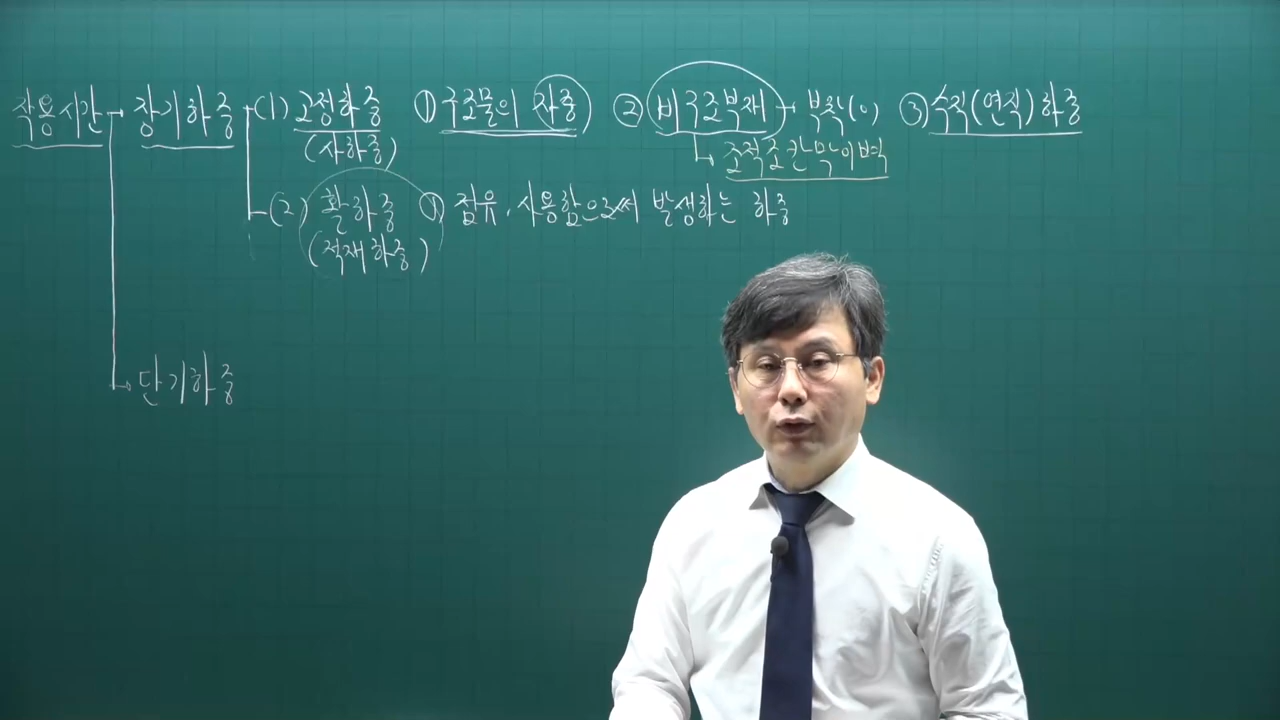 작용시간 → 장기하중 (1) 고정하중 ① 구조물의 자중 ② 비구조부재 → 부착(o) ③ 수직(연직)하중
(사하중) ↳ 조적조칸막이벽
(2) 활하중 ① 점유, 사용함으로써 발생하는 하중
(적재하중)
단기하중